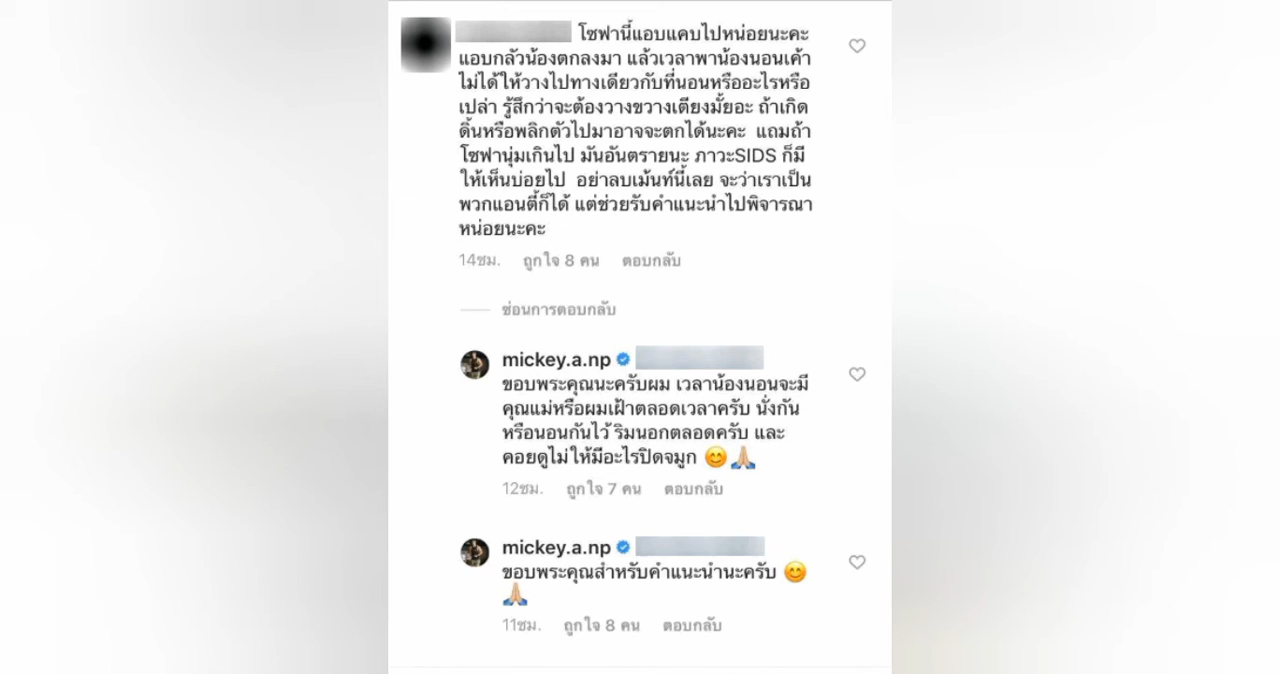 โซฟานี้แอบแคบไปหน่อยนะคะ
แอบกลัวน้องตกลงมา แล้วเวลาพาน้องนอนเค้า
ไม่ได้ให้วางไปทางเดียวกับที่นอนหรืออะไรหรือ
เปล่า รู้สึกว่าจะต้องวางขวางเตียงมั้ยอะ ถ้าเกิด
ดิ้นหรือพลิกตัวไปมาอาจจะตกได้นะคะ แถมถ้า
โซฟานุ่มเกินไป มันอันตรายนะ ภาวะSIDS ก็มี
ให้เห็นบ่อยไป อย่าลบเม้นท์นี้เลย จะว่าเราเป็น
พวกแอนตี้ก็ได้ แต่ช่วยรับคำแนะนำไปพิจารณา
หน่อยนะคะ
14ชม. ถูกใจ 8 คน ตอบกลับ
ซ่อนการตอบกลับ
mickey.a.np
ขอบพระคุณนะครับผม เวลาน้องนอนจะมี
คุณแม่หรือผมเฝ้าตลอดเวลาครับ นั่งกัน
หรือนอนกันไว้ ริมนอกตลอดครับ และ
คอยดูไม่ให้มีอะไรปิดจมูก 😊🙏🏼
12ชม. ถูกใจ 7 คน ตอบกลับ
mickey.a.np
ขอบพระคุณสำหรับคำแนะนำนะครับ 😊
🙏🏼
11ชม. ถูกใจ 8 คน ตอบกลับ